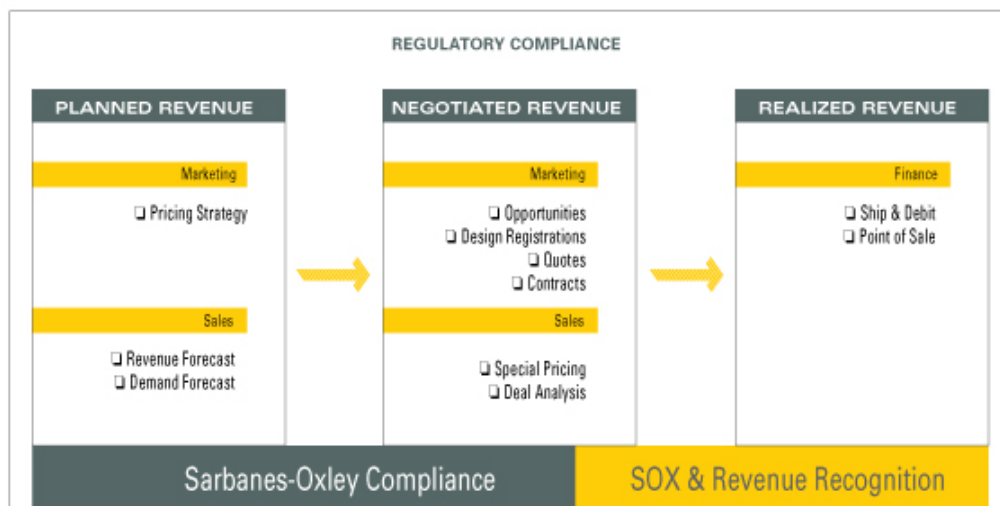 REGULATORY COMPLIANCE
PLANNED REVENUE
Marketing
❑ Pricing Strategy
Sales
❑ Revenue Forecast
❑ Demand Forecast
NEGOTIATED REVENUE
Marketing
❑ Opportunities
❑ Design Registrations
❑ Quotes
❑ Contracts
Sales
❑ Special Pricing
❑ Deal Analysis
REALIZED REVENUE
Finance
❑ Ship & Debit
❑ Point of Sale
Sarbanes-Oxley Compliance
SOX & Revenue Recognition